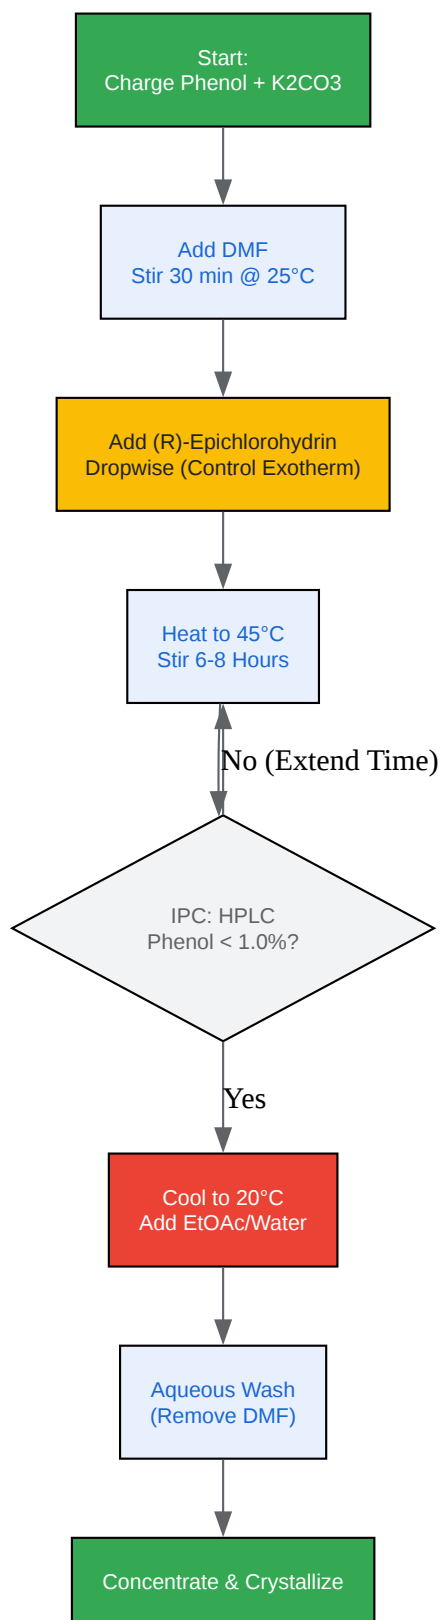 Start:
Charge Phenol + K2CO3
Add DMF
Stir 30 min @ 25°C
Add (R)-Epichlorohydrin
Dropwise (Control Exotherm)
Heat to 45°C
Stir 6-8 Hours
No (Extend Time)
IPC: HPLC
Phenol < 1.0%?
Yes
Cool to 20°C
Add EtOAc/Water
Aqueous Wash
(Remove DMF)
Concentrate & Crystallize